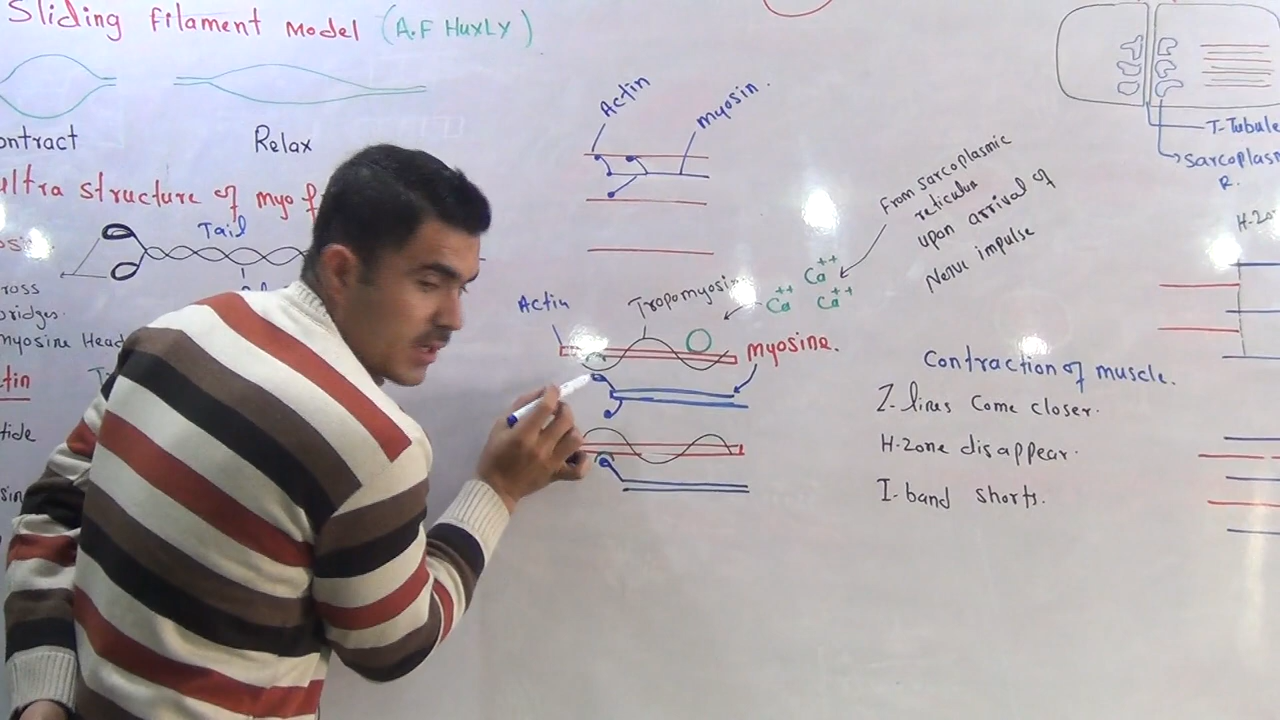 Sliding filament Model (A.F HUXLY)
ontract
Relax
ultra structure of myo f
Tail
ross
bridges.
myosine Head
tin
tide
sin
Actin
myosin.
From sarcoplasmic
reticulum
upon arrival of
Nerve impulse
Ca++
Ca++
Ca++
Actin
Tropomyosin
myosine.
Contraction of muscle.
Z-lines Come closer.
H-Zone disappear.
I-band shorts.
T-Tubule
Sarcoplasm
R.
H-Zo